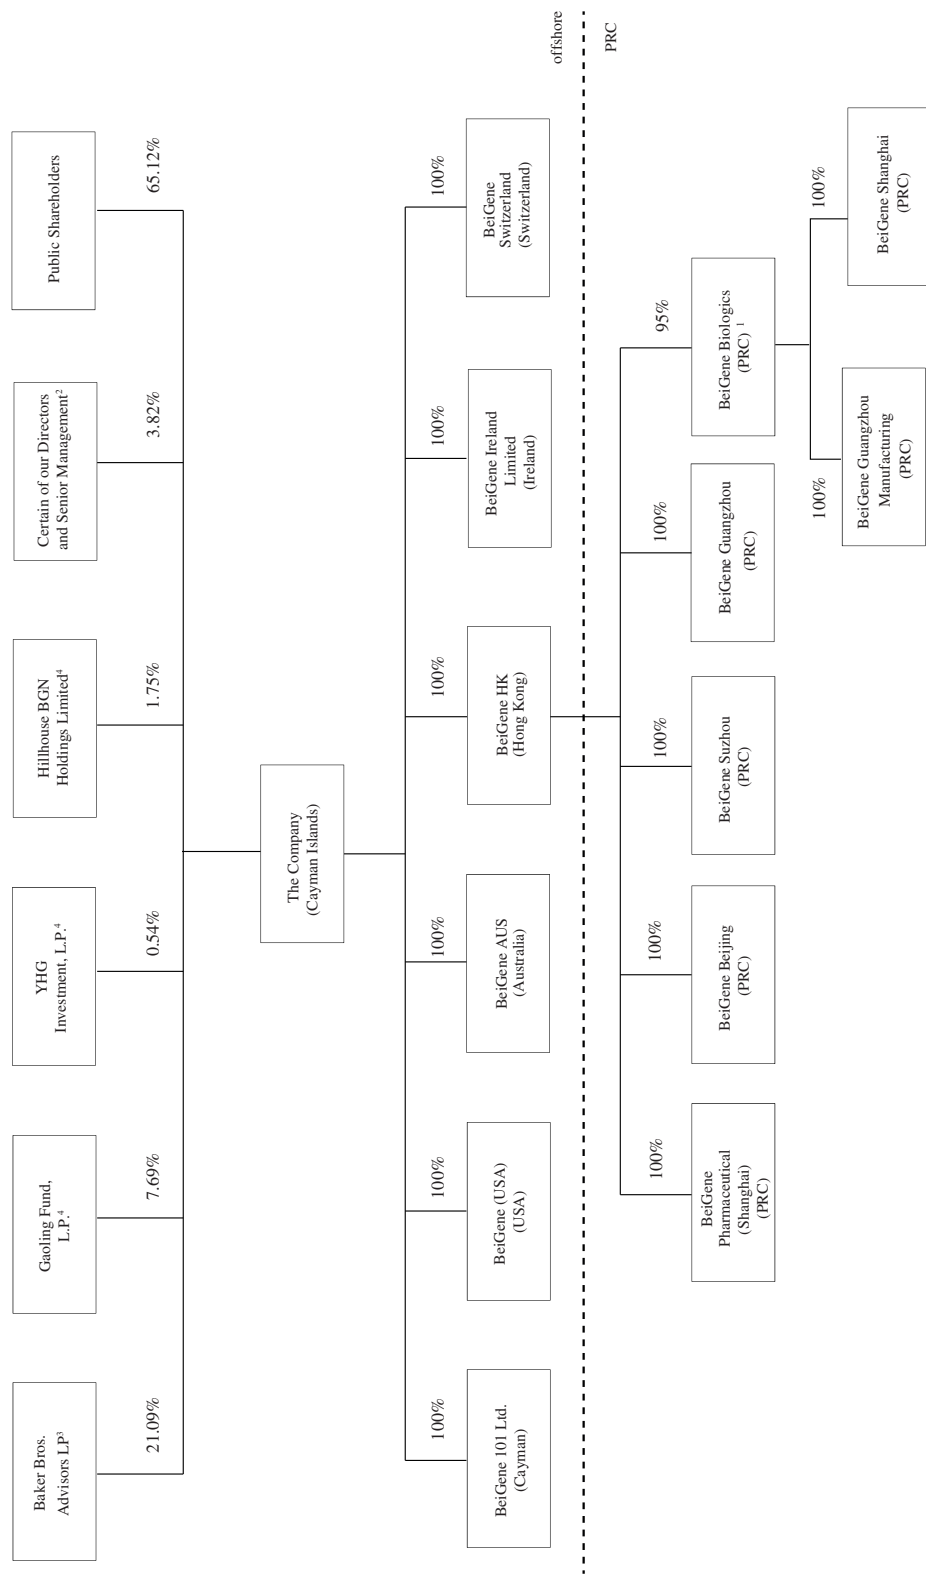 Baker Bros.
Advisors LP3
Gaoling Fund,
L.P.4
YHG
Investment, L.P.4
Hillhouse BGN
Holdings Limited4
Certain of our Directors
and Senior Management2
Public Shareholders
21.09%
7.69%
0.54%
1.75%
3.82%
65.12%
The Company
(Cayman Islands)
100%
100%
100%
100%
100%
100%
BeiGene 101 Ltd.
(Cayman)
BeiGene (USA)
(USA)
BeiGene AUS
(Australia)
BeiGene HK
(Hong Kong)
BeiGene Ireland
Limited
(Ireland)
BeiGene
Switzerland
(Switzerland)
offshore
PRC
100%
100%
100%
100%
95%
BeiGene
Pharmaceutical
(Shanghai)
(PRC)
BeiGene Beijing
(PRC)
BeiGene Suzhou
(PRC)
BeiGene Guangzhou
(PRC)
BeiGene Biologics
(PRC) 1
100%
100%
BeiGene Guangzhou
Manufacturing
(PRC)
BeiGene Shanghai
(PRC)